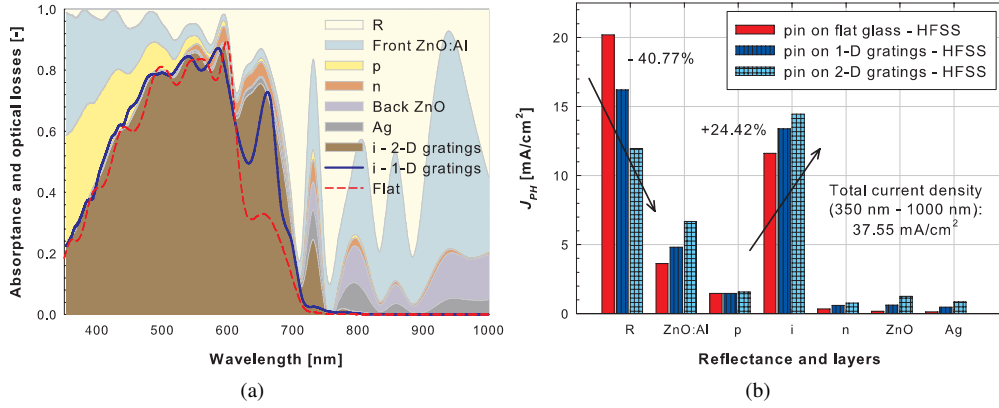 1.0
0.8
0.6
0.4
0.2
0.0
Absorptance and optical losses [-]
R
Front ZnO:Al
p
n
Back ZnO
Ag
i - 2-D gratings
i - 1-D gratings
Flat
400 500 600 700 800 900 1000
Wavelength [nm]
(a)
20
15
10
5
0
J_PH [mA/cm²]
pin on flat glass - HFSS
pin on 1-D gratings - HFSS
pin on 2-D gratings - HFSS
- 40.77%
+24.42%
Total current density
(350 nm - 1000 nm):
37.55 mA/cm²
R ZnO:Al p i n ZnO Ag
Reflectance and layers
(b)